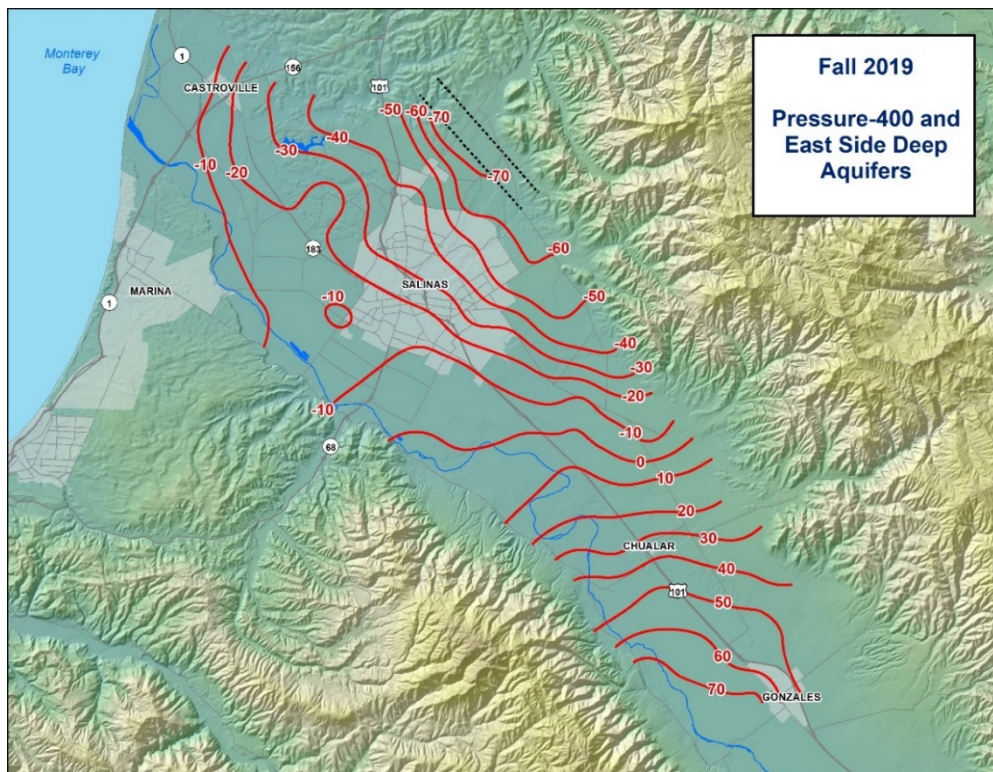 Fall 2019
Pressure-400 and
East Side Deep
Aquifers
Monterey
Bay
1
156
101
CASTROVILLE
-50
-60
-70
-40
-30
-10
-20
-70
183
-60
MARINA
SALINAS
1
-10
-50
-40
-30
-20
-10
-10
68
0
10
20
30
CHUALAR
40
101
50
60
70
GONZALES